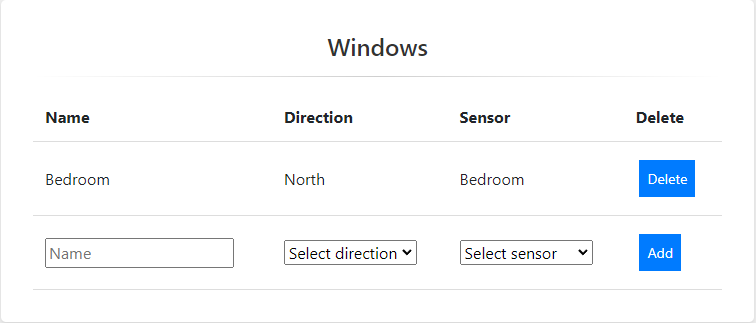 Windows
Name Direction Sensor Delete
Bedroom North Bedroom Delete
Name Select direction Select sensor Add